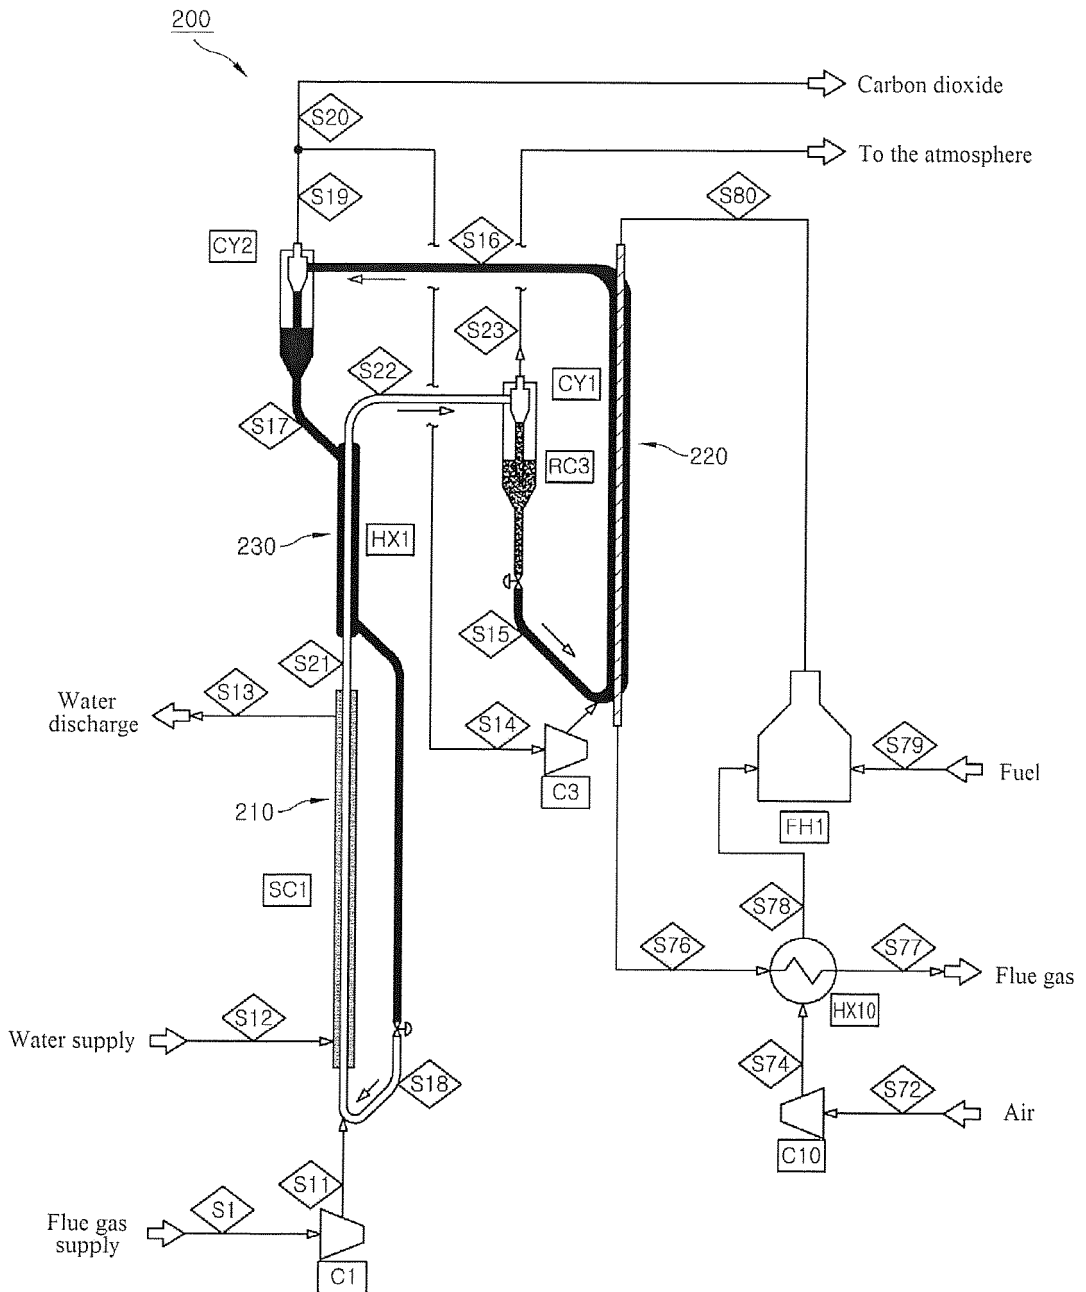 200
Carbon dioxide
S20
To the atmosphere
S19
S80
CY2
S16
S23
S22
CY1
S17
220
RC3
230
HX1
S15
S21
S13
Water
discharge
S14
S79
Fuel
C3
210
FH1
SC1
S78
S76
S77
Flue gas
HX10
S12
Water supply
S74
S18
S72
Air
C10
S11
S1
Flue gas
supply
C1